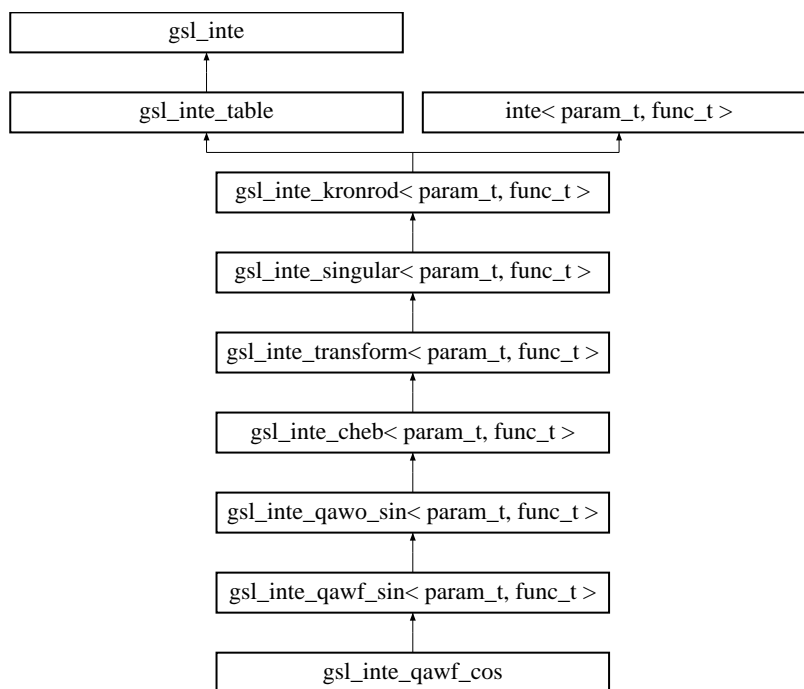 gsl_inte
gsl_inte_table
inte< param_t, func_t >
gsl_inte_kronrod< param_t, func_t >
gsl_inte_singular< param_t, func_t >
gsl_inte_transform< param_t, func_t >
gsl_inte_cheb< param_t, func_t >
gsl_inte_qawo_sin< param_t, func_t >
gsl_inte_qawf_sin< param_t, func_t >
gsl_inte_qawf_cos